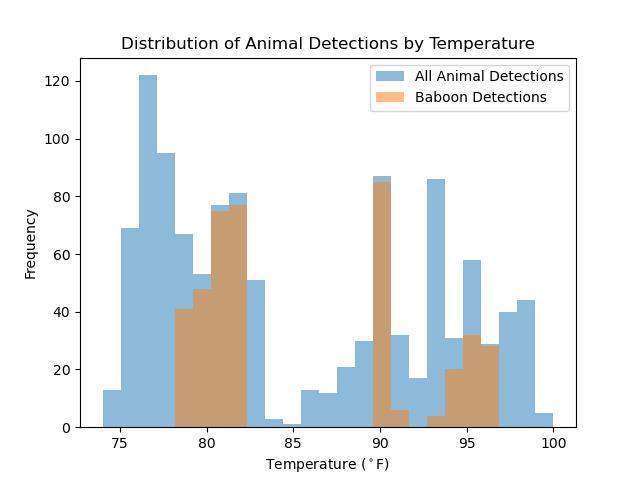 Distribution of Animal Detections by Temperature
All Animal Detections
Baboon Detections
Frequency
120
100
80
60
40
20
0
75
80
85
90
95
100
Temperature (°F)